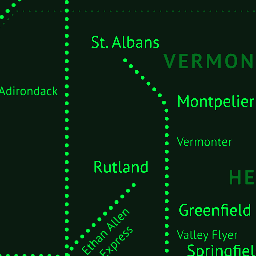 St. Albans
VERMON
Adirondack
Montpelier
Vermonter
Rutland
HE
Greenfield
Ethan Allen
Express
Valley Flyer
Springfiel